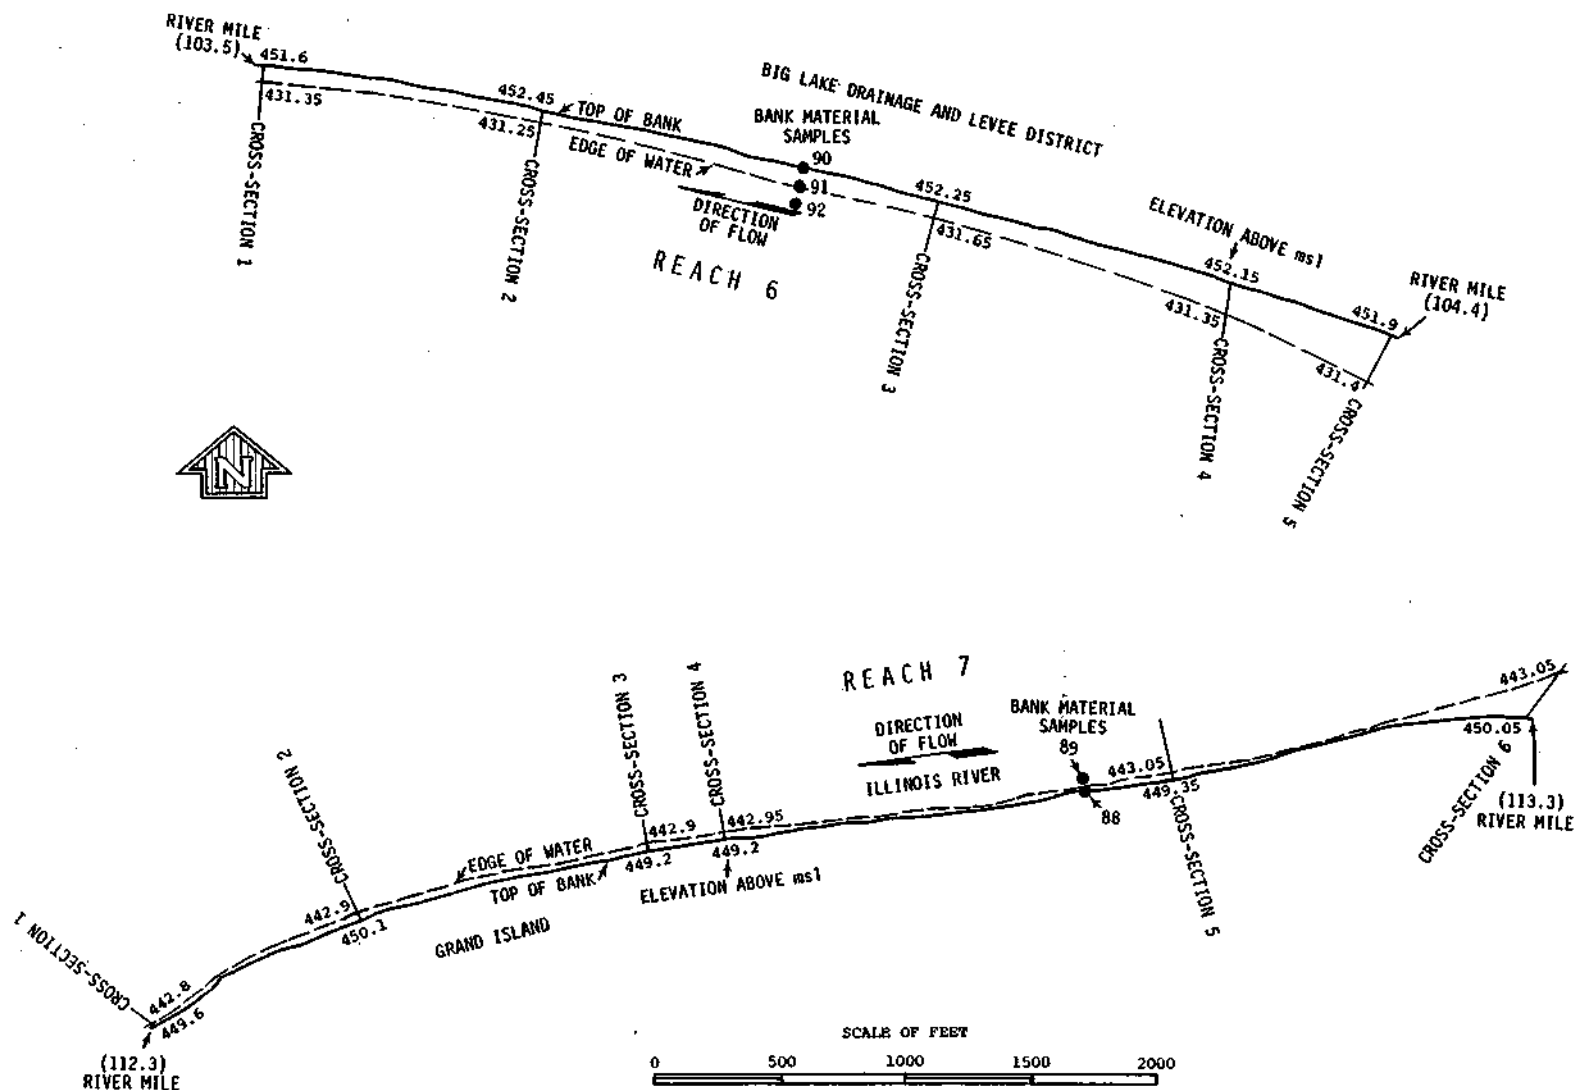 RIVER MILE
(103.5)
451.6
431.35
CROSS-SECTION 1
452.45
431.25
CROSS-SECTION 2
TOP OF BANK
EDGE OF WATER
BIG LAKE DRAINAGE AND LEVEE DISTRICT
BANK MATERIAL
SAMPLES
90
91
92
DIRECTION
OF FLOW
REACH 6
452.25
431.65
CROSS-SECTION 3
ELEVATION ABOVE msl
452.15
431.35
CROSS-SECTION 4
RIVER MILE
(104.4)
451.9
431.4
CROSS-SECTION 5
N
REACH 7
DIRECTION
OF FLOW
ILLINOIS RIVER
BANK MATERIAL
SAMPLES
89
88
CROSS-SECTION 1
442.8
449.6
(112.3)
RIVER MILE
CROSS-SECTION 2
442.9
450.1
EDGE OF WATER
TOP OF BANK
GRAND ISLAND
CROSS-SECTION 3
442.9
449.2
CROSS-SECTION 4
442.95
449.2
ELEVATION ABOVE msl
443.05
449.35
CROSS-SECTION 5
443.05
450.05
CROSS-SECTION 6
(113.3)
RIVER MILE
SCALE OF FEET
0 500 1000 1500 2000